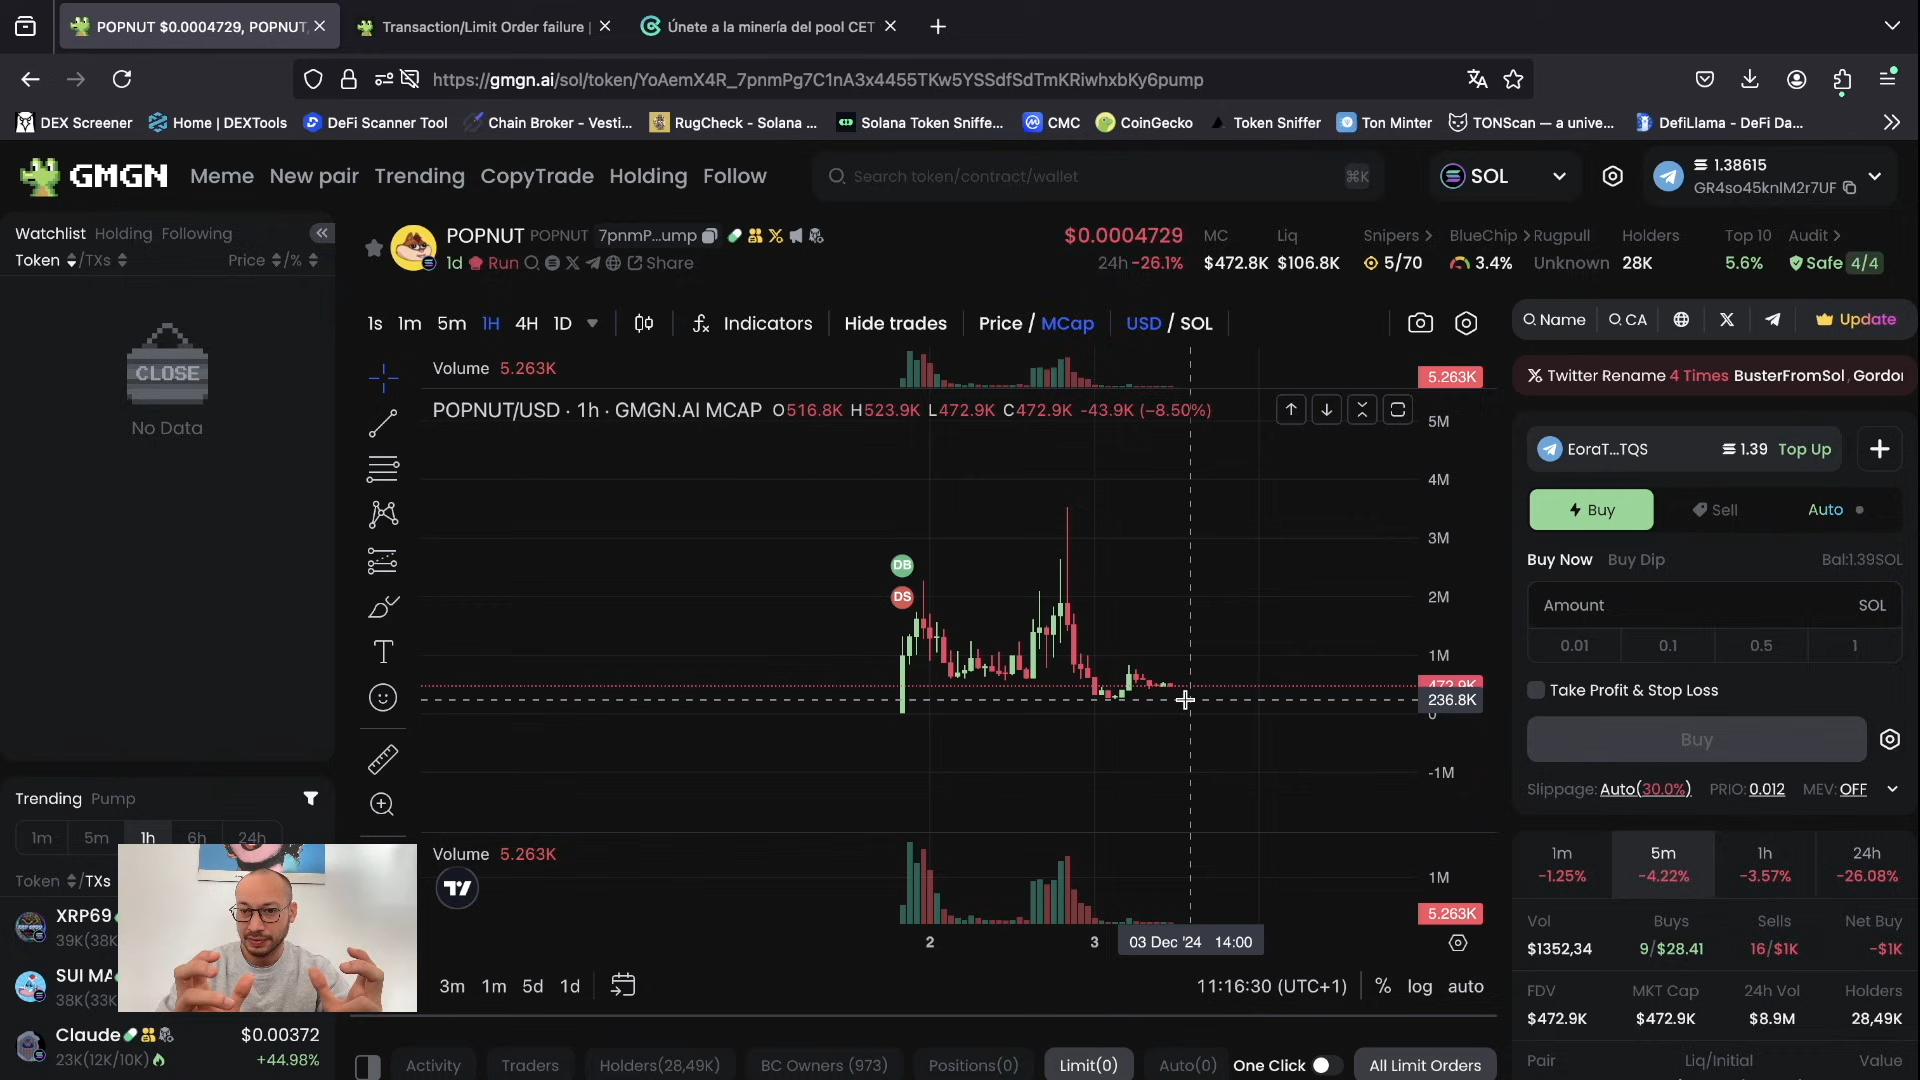 POPNUT $0.0004729, POPNUT
Transaction/Limit Order failure |
Únete a la minería del pool CET
https://gmgn.ai/sol/token/YoAemX4R_7pnmPg7C1nA3x4455TKw5YSSdfSdTmKRiwhxbKy6pump
DEX Screener
Home | DEXTools
DeFi Scanner Tool
Chain Broker - Vesti...
RugCheck - Solana ...
Solana Token Sniffe...
CMC
CoinGecko
Token Sniffer
Ton Minter
TONScan — a unive...
DefiLlama - DeFi Da...
GMGN
Meme
New pair
Trending
CopyTrade
Holding
Follow
Search token/contract/wallet
⌘K
SOL
1.38615
GR4so45knlM2r7UF
Watchlist Holding Following
Token /TXs Price /%
No Data
CLOSE
POPNUT POPNUT 7pnmP...ump
1d Run Share
$0.0004729
24h -26.1%
MC
$472.8K
Liq
$106.8K
Snipers >
5/70
BlueChip >
3.4%
Rugpull
Unknown
Holders
28K
Top 10
5.6%
Audit >
Safe 4/4
1s 1m 5m 1H 4H 1D
Indicators
Hide trades
Price / MCap
USD / SOL
Name
CA
Update
Twitter Rename 4 Times BusterFromSol, Gordon
Volume 5.263K
5.263K
POPNUT/USD · 1h · GMGN.AI MCAP O516.8K H523.9K L472.9K C472.9K -43.9K (−8.50%)
5M
4M
3M
2M
1M
472.9K
236.8K
0
-1M
DB
DS
EoraT...TQS 1.39 Top Up
Buy Sell Auto
Buy Now Buy Dip Bal:1.39SOL
Amount SOL
0.01 0.1 0.5 1
Take Profit & Stop Loss
Buy
Slippage: Auto(30.0%) PRIO: 0.012 MEV: OFF
Trending Pump
1m 5m 1h 6h 24h
Token /TXs
XRP69
39K(38K
SUI MA
38K(33K
Claude $0.00372
23K(12K/10K) +44.98%
Volume 5.263K
1M
5.263K
2
3
03 Dec '24 14:00
3m 1m 5d 1d
11:16:30 (UTC+1)
% log auto
1m 5m 1h 24h
-1.25% -4.22% -3.57% -26.08%
Vol Buys Sells Net Buy
$1352,34 9/$28.41 16/$1K -$1K
FDV MKT Cap 24h Vol Holders
$472.9K $472.9K $8.9M 28,49K
Pair Liq/Initial Value
Activity
Traders
Holders(28,49K)
BC Owners (973)
Positions(0)
Limit(0)
Auto(0)
One Click
All Limit Orders